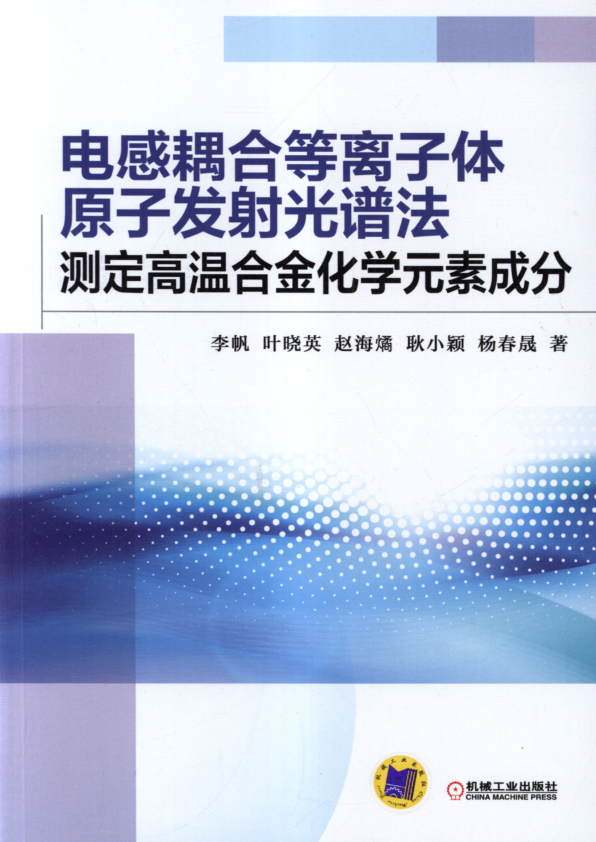 电感耦合等离子体
原子发射光谱法
测定高温合金化学元素成分
李帆 叶晓英 赵海燏 耿小颖 杨春晟 著
机械工业出版社
CHINA MACHINE PRESS